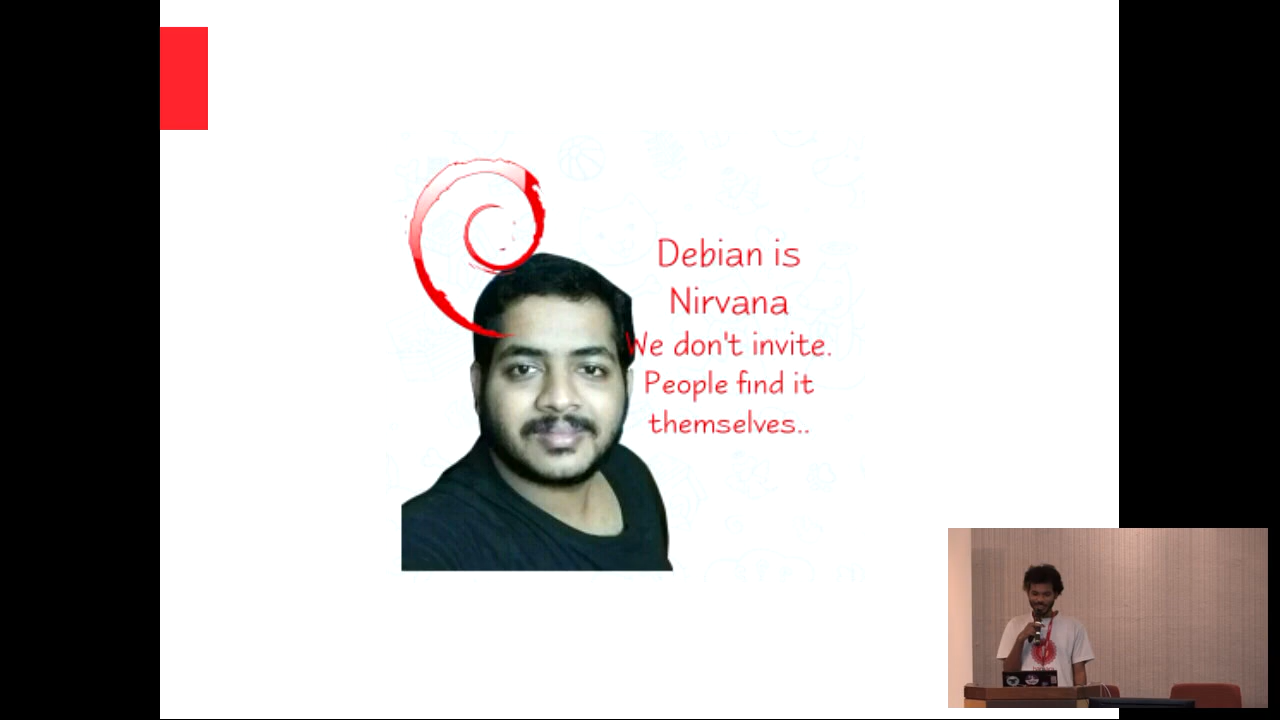 Debian is
Nirvana
We don't invite.
People find it
themselves..